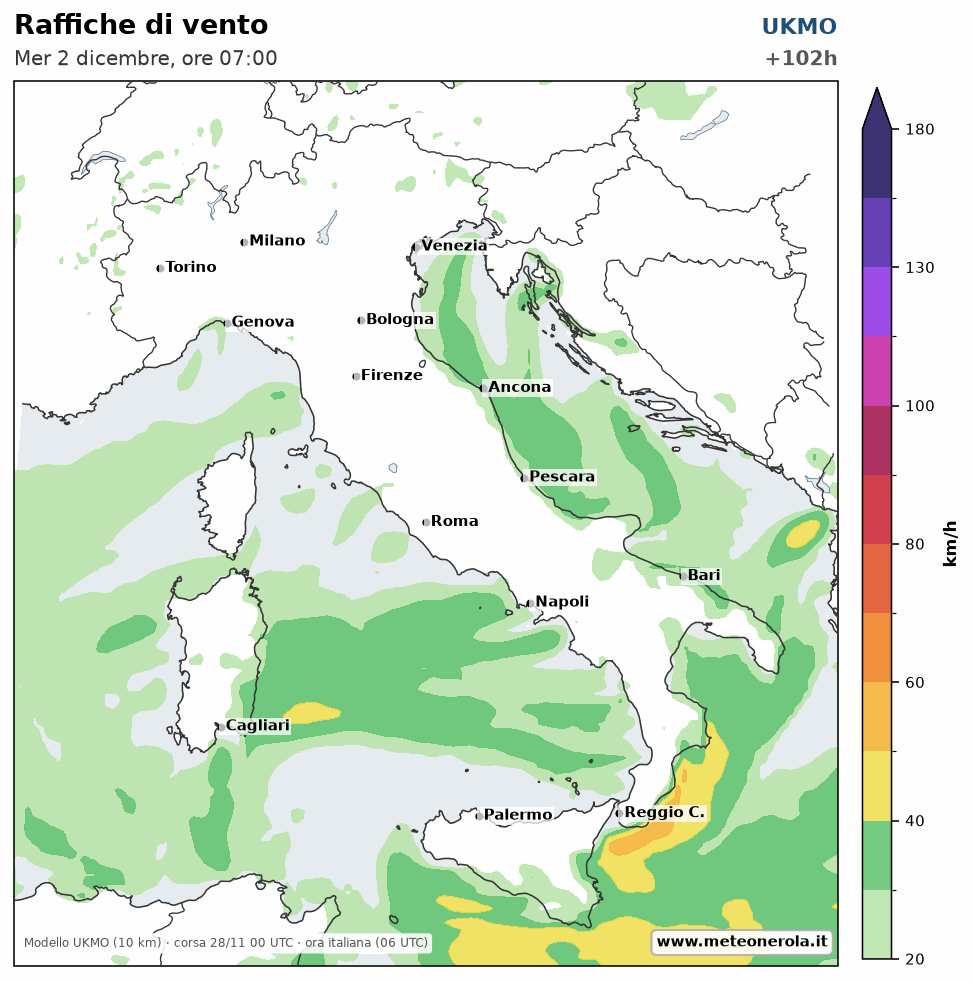 Raffiche di vento
UKMO
Mer 2 dicembre, ore 07:00
+102h
180
Milano
Venezia
Torino
130
Genova
Bologna
Firenze
Ancona
100
Pescara
Roma
80
km/h
Bari
Napoli
60
Cagliari
Palermo
Reggio C.
40
Modello UKMO (10 km) · corsa 28/11 00 UTC · ora italiana (06 UTC)
www.meteonerola.it
20